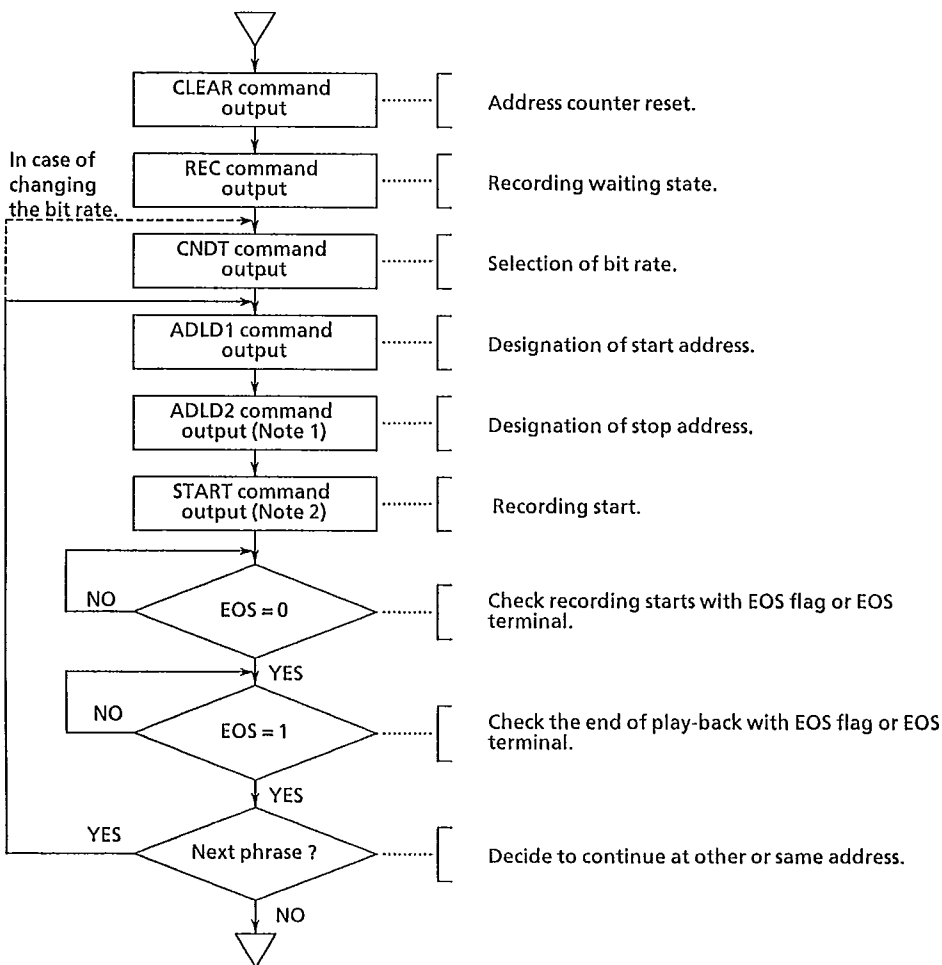 CLEAR command
output
Address counter reset.
In case of
changing
the bit rate.
REC command
output
Recording waiting state.
CNDT command
output
Selection of bit rate.
ADLD1 command
output
Designation of start address.
ADLD2 command
output (Note 1)
Designation of stop address.
START command
output (Note 2)
Recording start.
NO
EOS = 0
Check recording starts with EOS flag or EOS
terminal.
YES
NO
EOS = 1
Check the end of play-back with EOS flag or EOS
terminal.
YES
YES
Next phrase ?
Decide to continue at other or same address.
NO